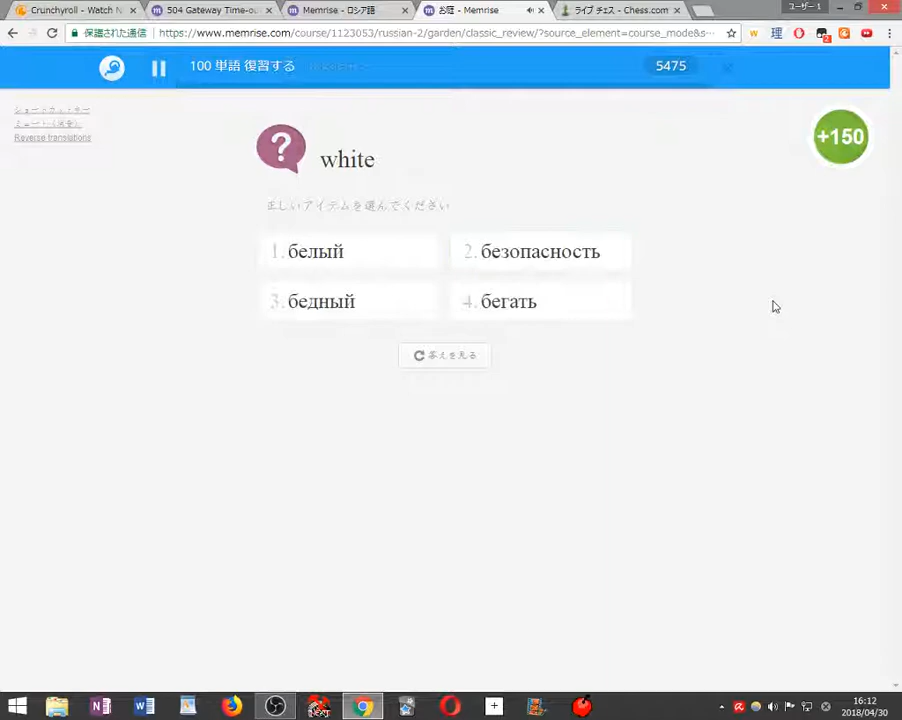 Crunchyroll - Watch N
504 Gateway Time-ou
Memrise - ロシア語
お庭 - Memrise
ライブ チェス - Chess.com
ユーザー 1
保護された通信
https://www.memrise.com/course/1123053/russian-2/garden/classic_review/?source_element=course_mode&s...
100 単語 復習する
5475
Reverse translations
+150
?
white
正しいアイテムを選んでください
1. белый
2. безопасность
3. бедный
4. бегать
答えを見る
16:12
2018/04/30